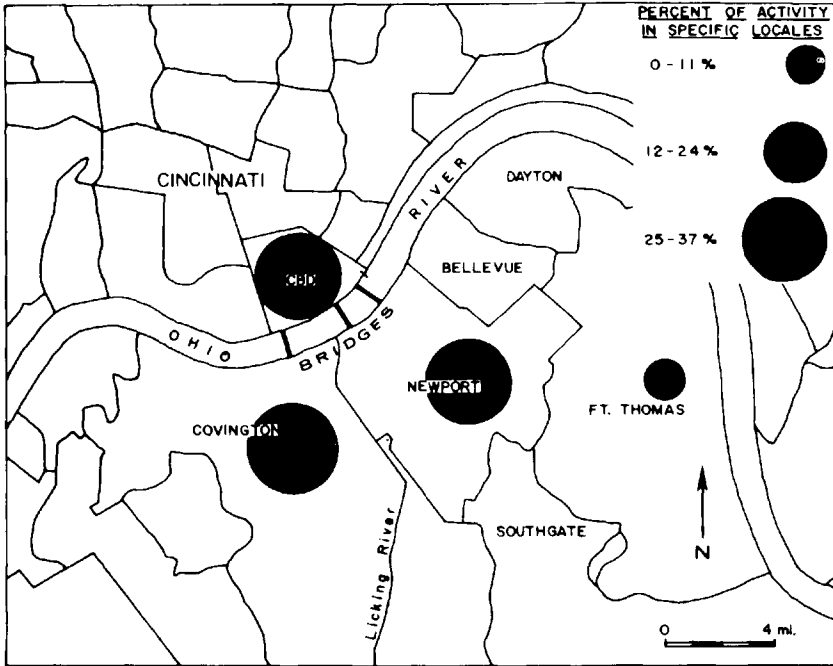 PERCENT OF ACTIVITY
IN SPECIFIC LOCALES
0-11 %
12-24 %
25-37 %
CINCINNATI
RIVER
DAYTON
CBD
BELLEVUE
OHIO
BRIDGES
NEWPORT
FT. THOMAS
COVINGTON
SOUTHGATE
N
Licking River
0 4 mi.